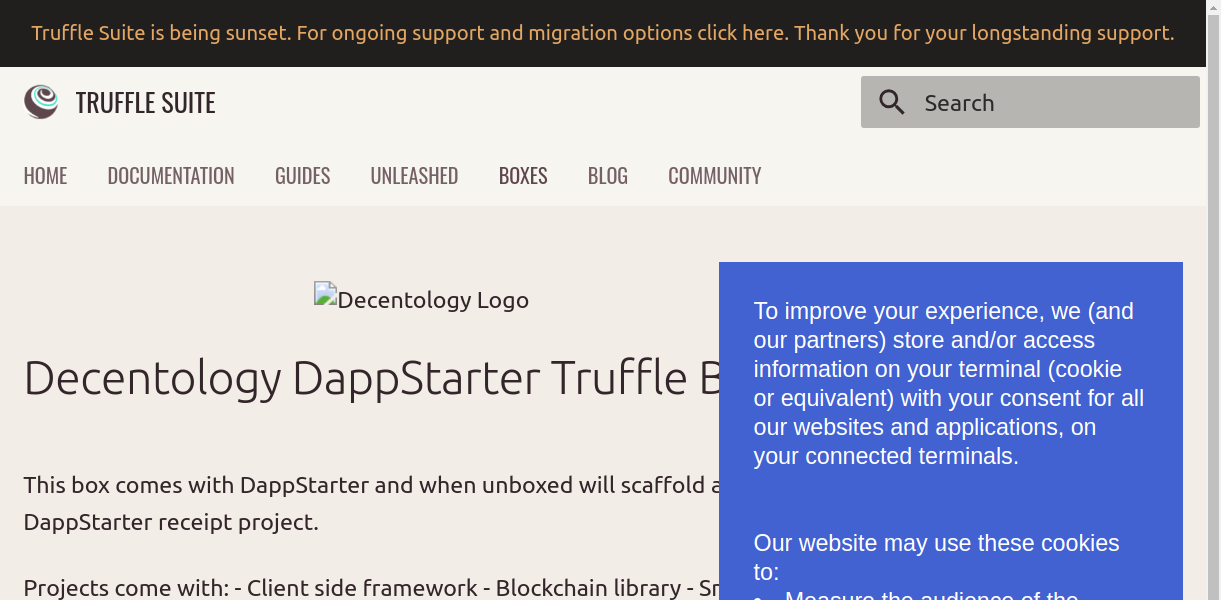 Truffle Suite is being sunset. For ongoing support and migration options click here. Thank you for your longstanding support.
TRUFFLE SUITE
Search
HOME DOCUMENTATION GUIDES UNLEASHED BOXES BLOG COMMUNITY
Decentology Logo
Decentology DappStarter Truffle B
This box comes with DappStarter and when unboxed will scaffold a
DappStarter receipt project.
Projects come with: - Client side framework - Blockchain library - Sr
To improve your experience, we (and
our partners) store and/or access
information on your terminal (cookie
or equivalent) with your consent for all
our websites and applications, on
your connected terminals.
Our website may use these cookies
to:
• Measure the audience of the